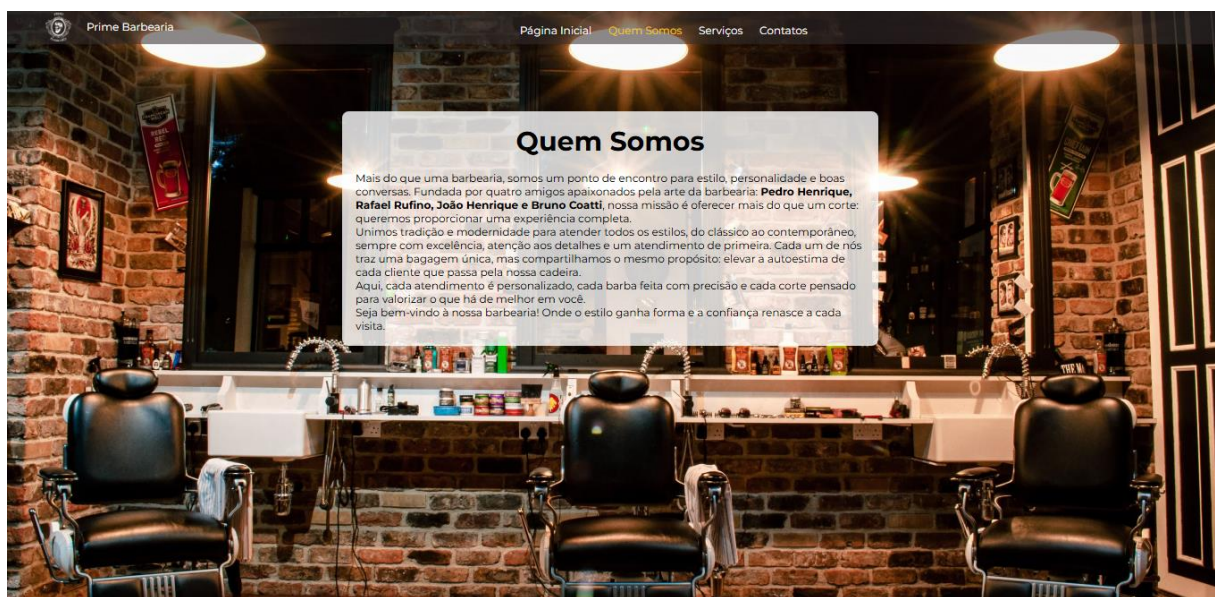 Prime Barbearia
Página Inicial Quem Somos Serviços Contatos
Quem Somos
Mais do que uma barbearia, somos um ponto de encontro para estilo, personalidade e boas
conversas. Fundada por quatro amigos apaixonados pela arte da barbearia: Pedro Henrique,
Rafael Rufino, João Henrique e Bruno Coatti, nossa missão é oferecer mais do que um corte:
queremos proporcionar uma experiência completa.
Unimos tradição e modernidade para atender todos os estilos, do clássico ao contemporâneo,
sempre com excelência, atenção aos detalhes e um atendimento de primeira. Cada um de nós
traz uma bagagem única, mas compartilhamos o mesmo propósito: elevar a autoestima de
cada cliente que passa pela nossa cadeira.
Aqui, cada atendimento é personalizado, cada barba feita com precisão e cada corte pensado
para valorizar o que há de melhor em você.
Seja bem-vindo à nossa barbearia! Onde o estilo ganha forma e a confiança renasce a cada
visita.
REBEL